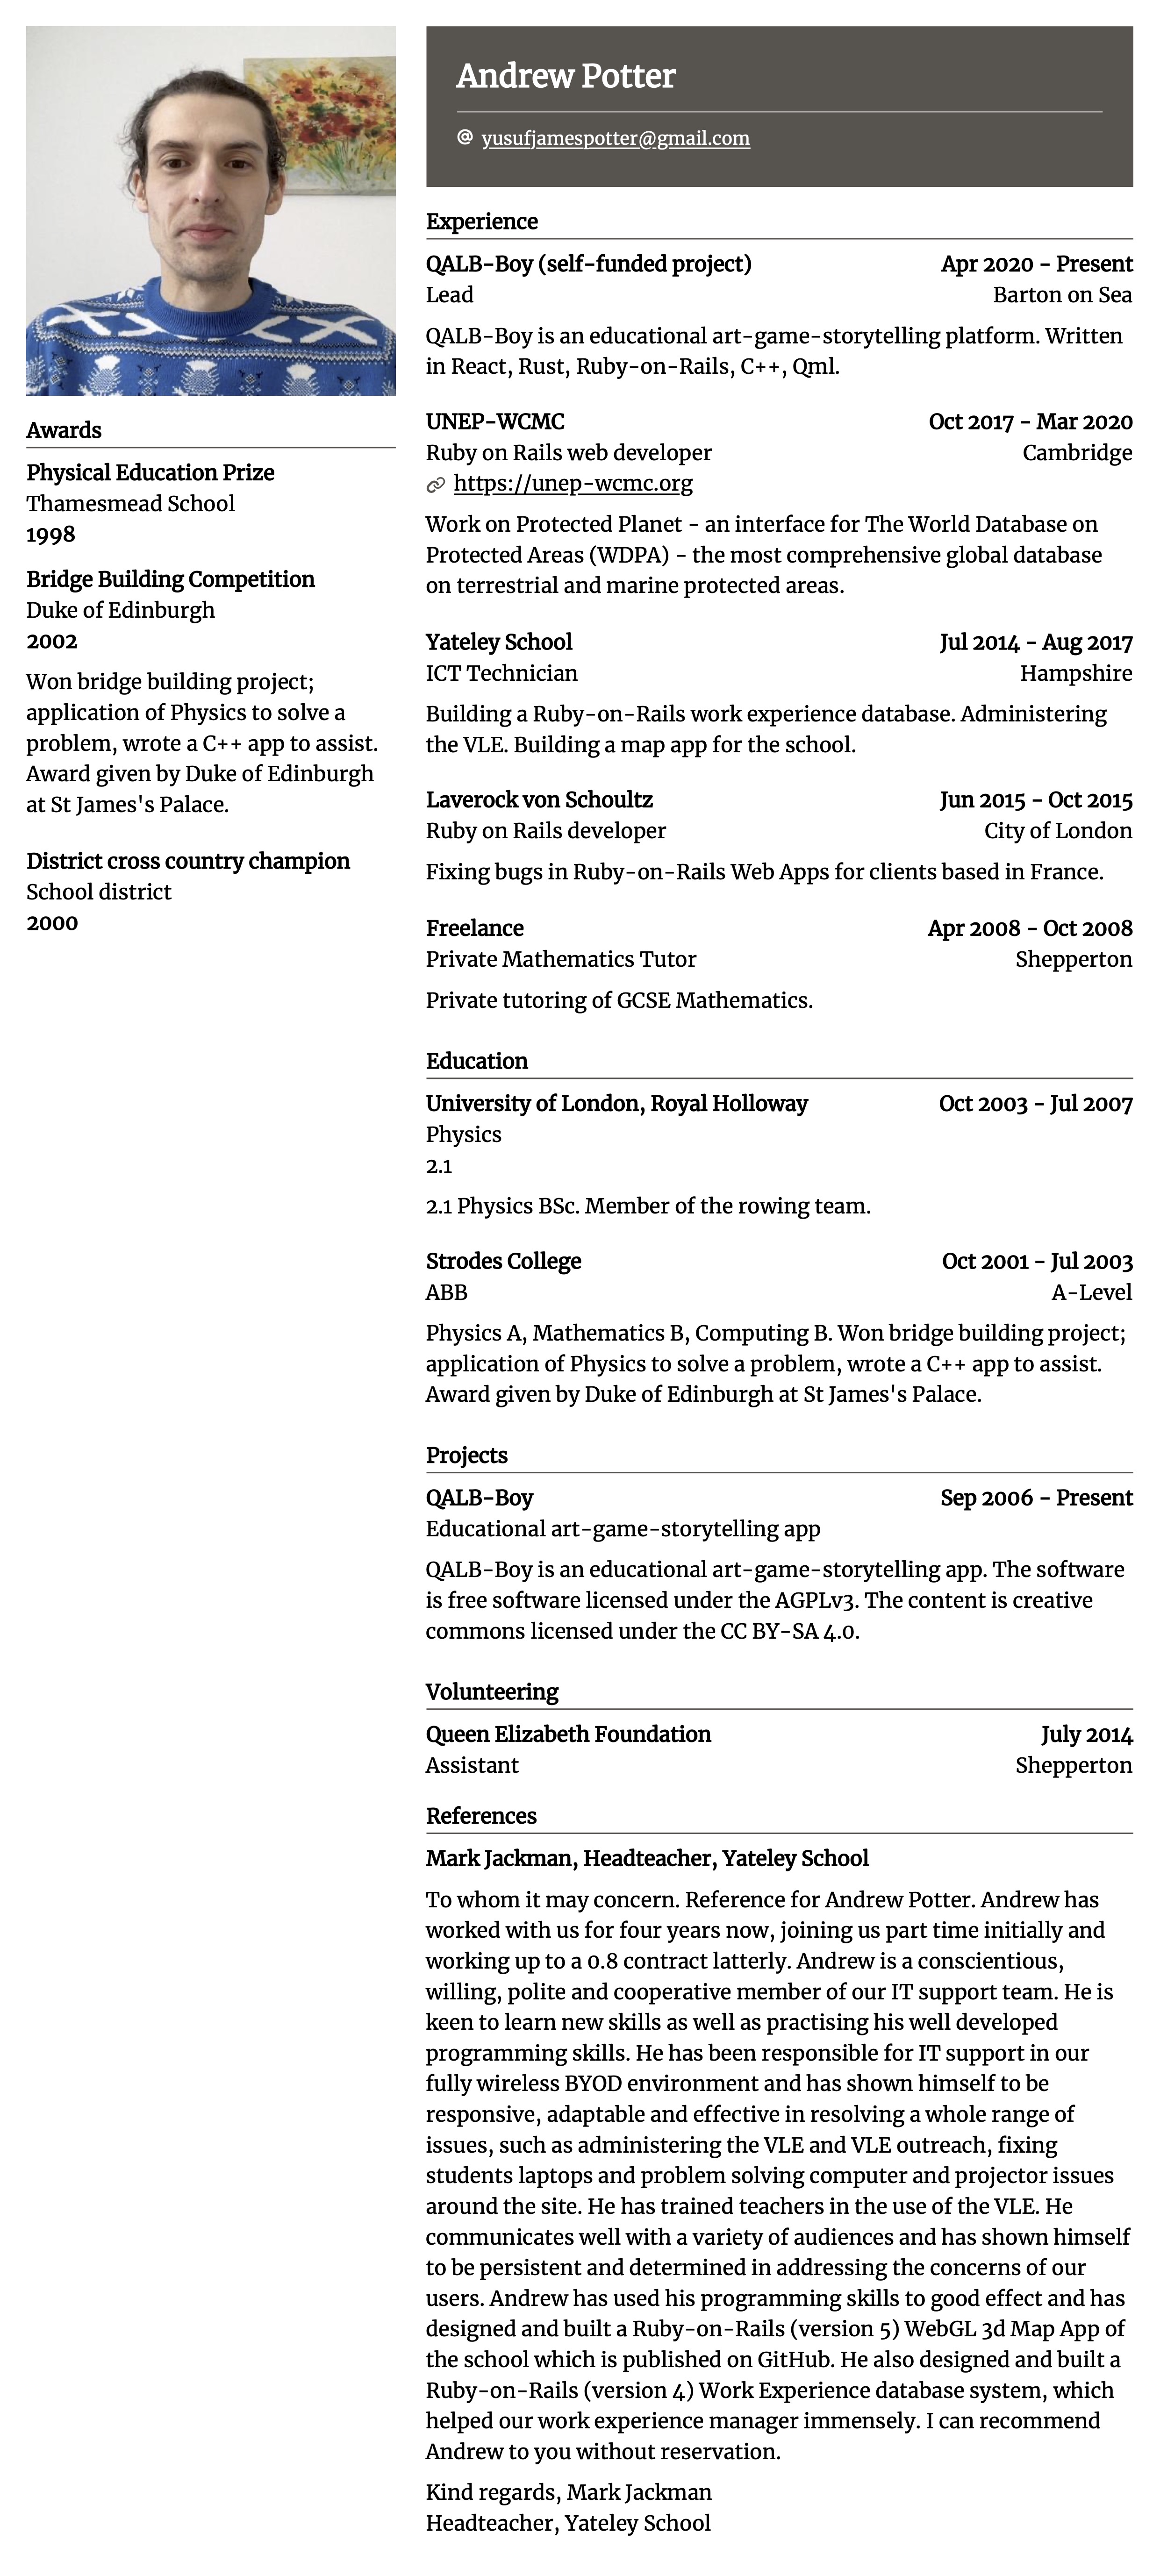 Andrew Potter
@ yusufjamespotter@gmail.com
Awards
Physical Education Prize
Thamesmead School
1998
Bridge Building Competition
Duke of Edinburgh
2002
Won bridge building project;
application of Physics to solve a
problem, wrote a C++ app to assist.
Award given by Duke of Edinburgh
at St James's Palace.
District cross country champion
School district
2000
Experience
QALB-Boy (self-funded project) Apr 2020 - Present
Lead Barton on Sea
QALB-Boy is an educational art-game-storytelling platform. Written
in React, Rust, Ruby-on-Rails, C++, Qml.
UNEP-WCMC Oct 2017 - Mar 2020
Ruby on Rails web developer Cambridge
https://unep-wcmc.org
Work on Protected Planet - an interface for The World Database on
Protected Areas (WDPA) - the most comprehensive global database
on terrestrial and marine protected areas.
Yateley School Jul 2014 - Aug 2017
ICT Technician Hampshire
Building a Ruby-on-Rails work experience database. Administering
the VLE. Building a map app for the school.
Laverock von Schoultz Jun 2015 - Oct 2015
Ruby on Rails developer City of London
Fixing bugs in Ruby-on-Rails Web Apps for clients based in France.
Freelance Apr 2008 - Oct 2008
Private Mathematics Tutor Shepperton
Private tutoring of GCSE Mathematics.
Education
University of London, Royal Holloway Oct 2003 - Jul 2007
Physics
2.1
2.1 Physics BSc. Member of the rowing team.
Strodes College Oct 2001 - Jul 2003
ABB A-Level
Physics A, Mathematics B, Computing B. Won bridge building project;
application of Physics to solve a problem, wrote a C++ app to assist.
Award given by Duke of Edinburgh at St James's Palace.
Projects
QALB-Boy Sep 2006 - Present
Educational art-game-storytelling app
QALB-Boy is an educational art-game-storytelling app. The software
is free software licensed under the AGPLv3. The content is creative
commons licensed under the CC BY-SA 4.0.
Volunteering
Queen Elizabeth Foundation July 2014
Assistant Shepperton
References
Mark Jackman, Headteacher, Yateley School
To whom it may concern. Reference for Andrew Potter. Andrew has
worked with us for four years now, joining us part time initially and
working up to a 0.8 contract latterly. Andrew is a conscientious,
willing, polite and cooperative member of our IT support team. He is
keen to learn new skills as well as practising his well developed
programming skills. He has been responsible for IT support in our
fully wireless BYOD environment and has shown himself to be
responsive, adaptable and effective in resolving a whole range of
issues, such as administering the VLE and VLE outreach, fixing
students laptops and problem solving computer and projector issues
around the site. He has trained teachers in the use of the VLE. He
communicates well with a variety of audiences and has shown himself
to be persistent and determined in addressing the concerns of our
users. Andrew has used his programming skills to good effect and has
designed and built a Ruby-on-Rails (version 5) WebGL 3d Map App of
the school which is published on GitHub. He also designed and built a
Ruby-on-Rails (version 4) Work Experience database system, which
helped our work experience manager immensely. I can recommend
Andrew to you without reservation.
Kind regards, Mark Jackman
Headteacher, Yateley School